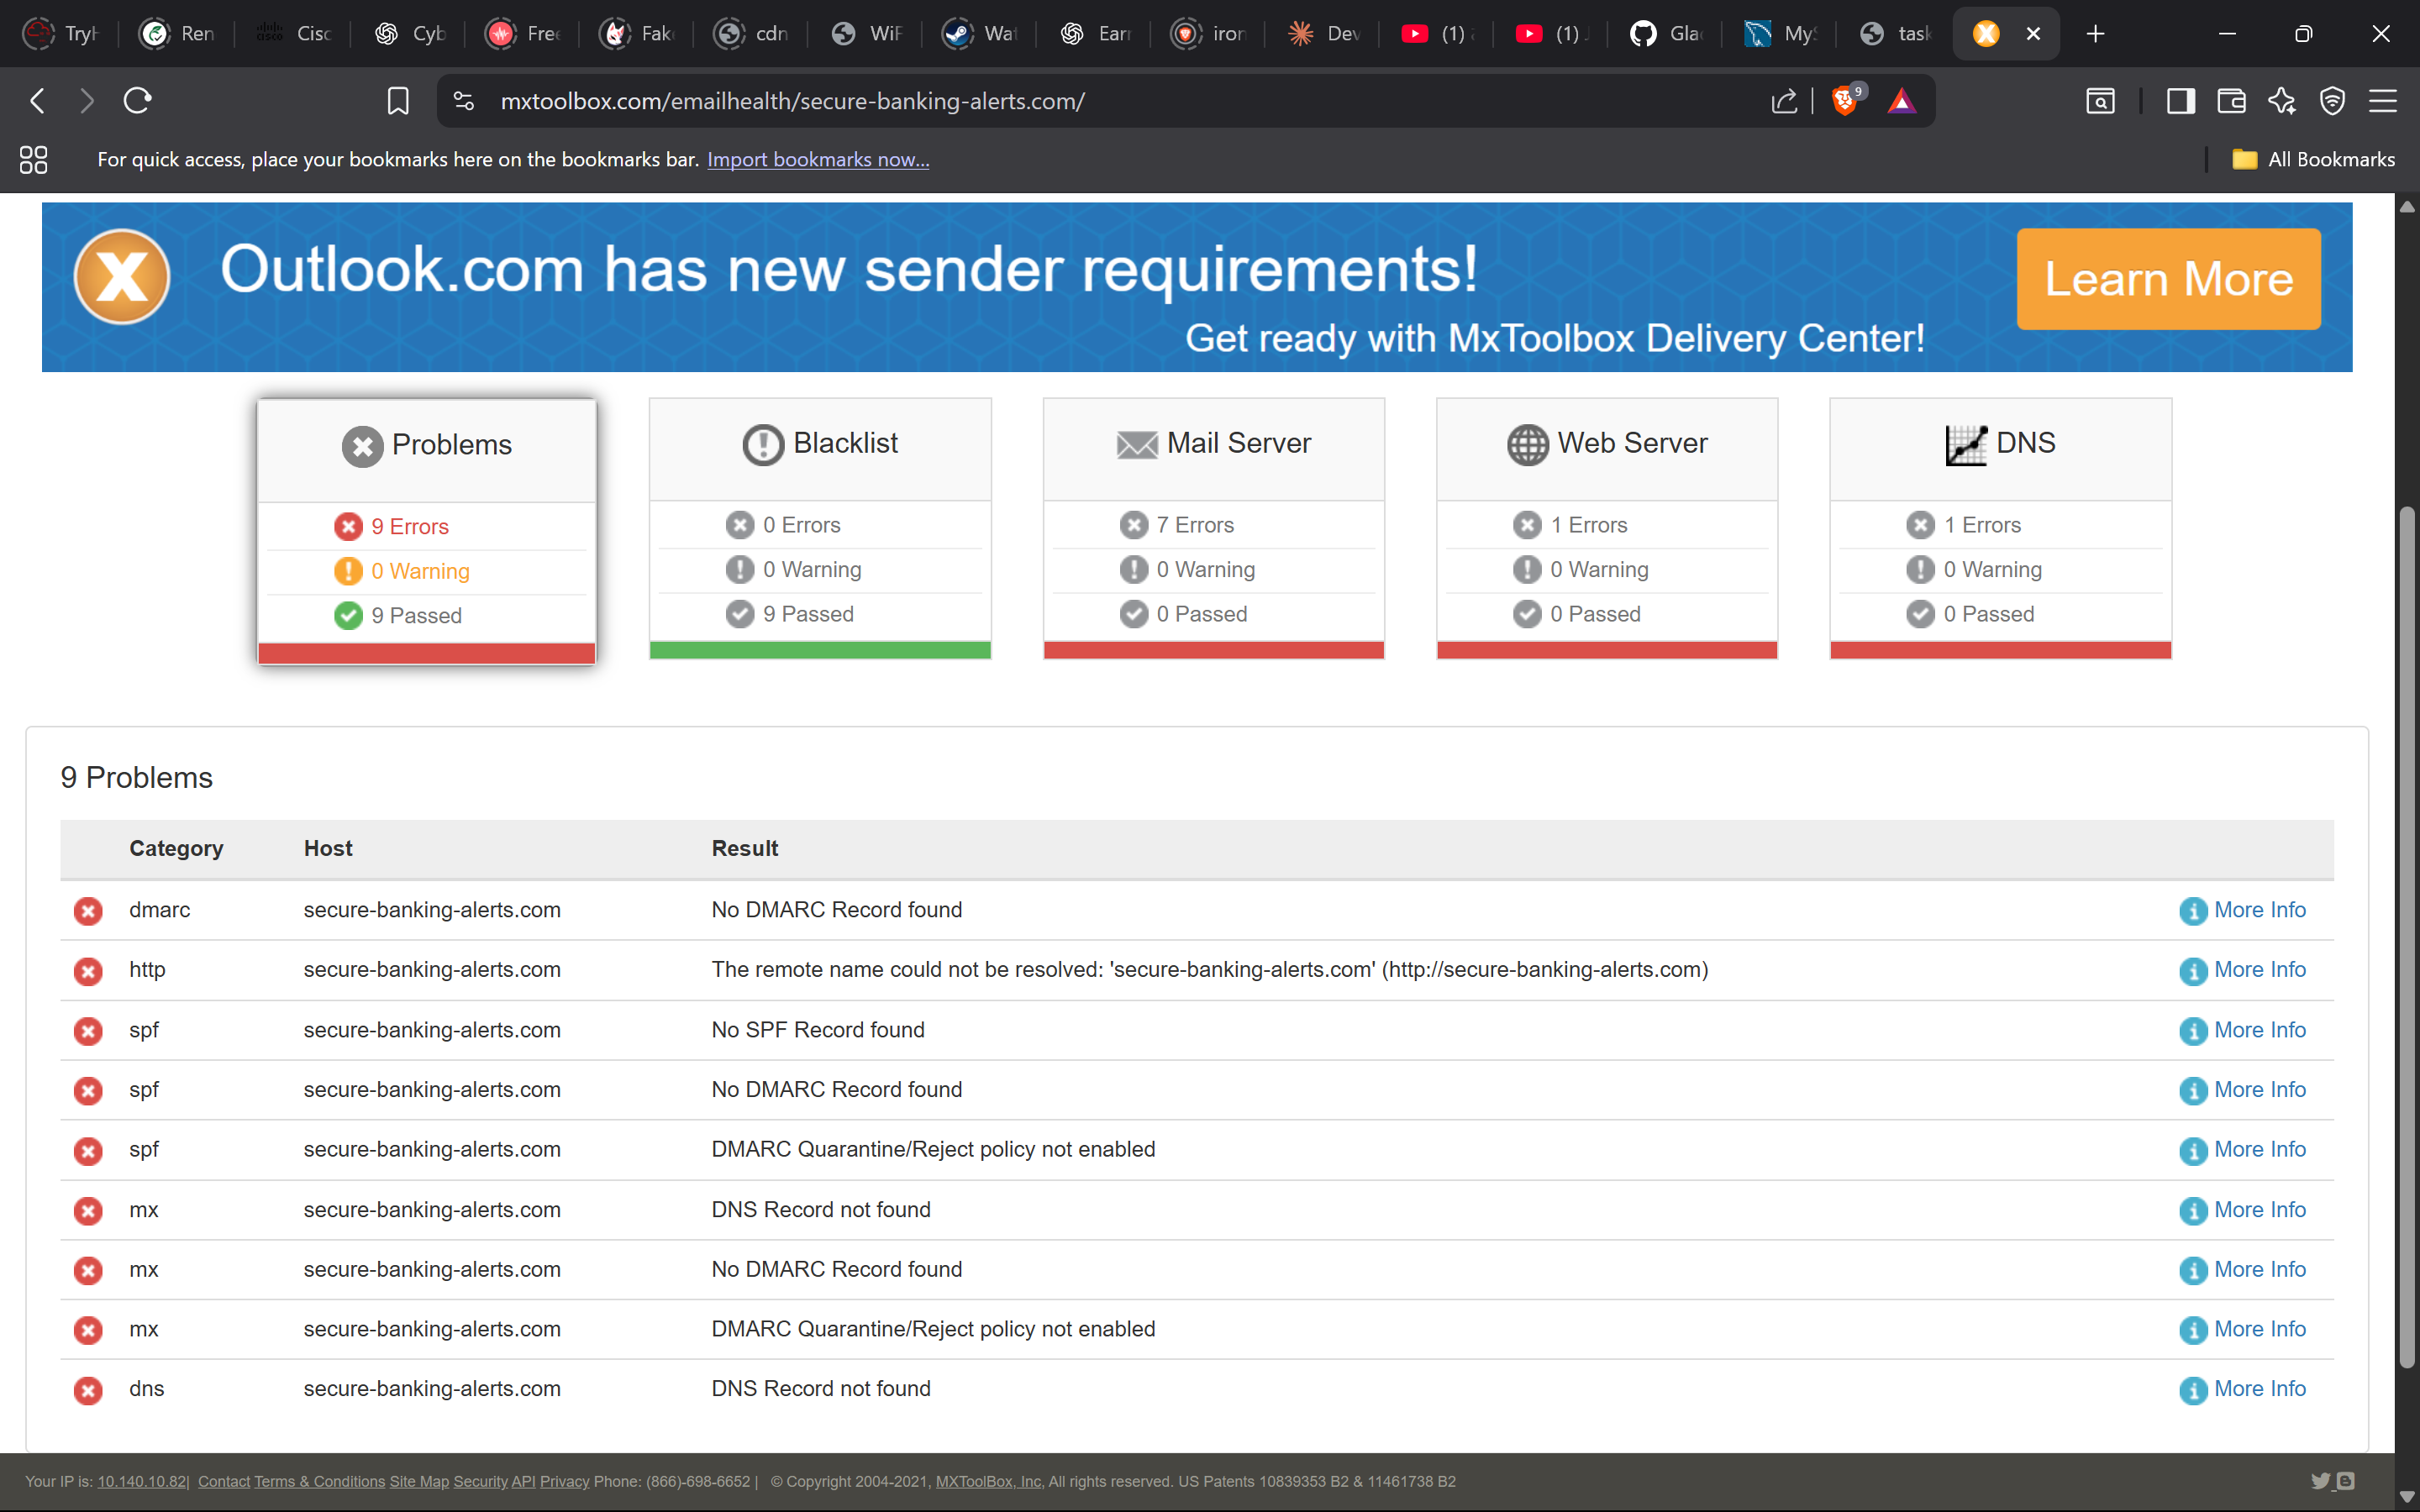 TryH Ren Cisc Cyb Free Fak cdn WiF Wat Earn iron Dev (1) (1) Glac MyS task
mxtoolbox.com/emailhealth/secure-banking-alerts.com/ 9
For quick access, place your bookmarks here on the bookmarks bar. Import bookmarks now... All Bookmarks
X Outlook.com has new sender requirements! Learn More
Get ready with MxToolbox Delivery Center!
Problems
9 Errors
0 Warning
9 Passed
Blacklist
0 Errors
0 Warning
9 Passed
Mail Server
7 Errors
0 Warning
0 Passed
Web Server
1 Errors
0 Warning
0 Passed
DNS
1 Errors
0 Warning
0 Passed
9 Problems
Category Host Result
dmarc secure-banking-alerts.com No DMARC Record found More Info
http secure-banking-alerts.com The remote name could not be resolved: 'secure-banking-alerts.com' (http://secure-banking-alerts.com) More Info
spf secure-banking-alerts.com No SPF Record found More Info
spf secure-banking-alerts.com No DMARC Record found More Info
spf secure-banking-alerts.com DMARC Quarantine/Reject policy not enabled More Info
mx secure-banking-alerts.com DNS Record not found More Info
mx secure-banking-alerts.com No DMARC Record found More Info
mx secure-banking-alerts.com DMARC Quarantine/Reject policy not enabled More Info
dns secure-banking-alerts.com DNS Record not found More Info
Your IP is: 10.140.10.82| Contact Terms & Conditions Site Map Security API Privacy Phone: (866)-698-6652 | © Copyright 2004-2021, MXToolBox, Inc, All rights reserved. US Patents 10839353 B2 & 11461738 B2